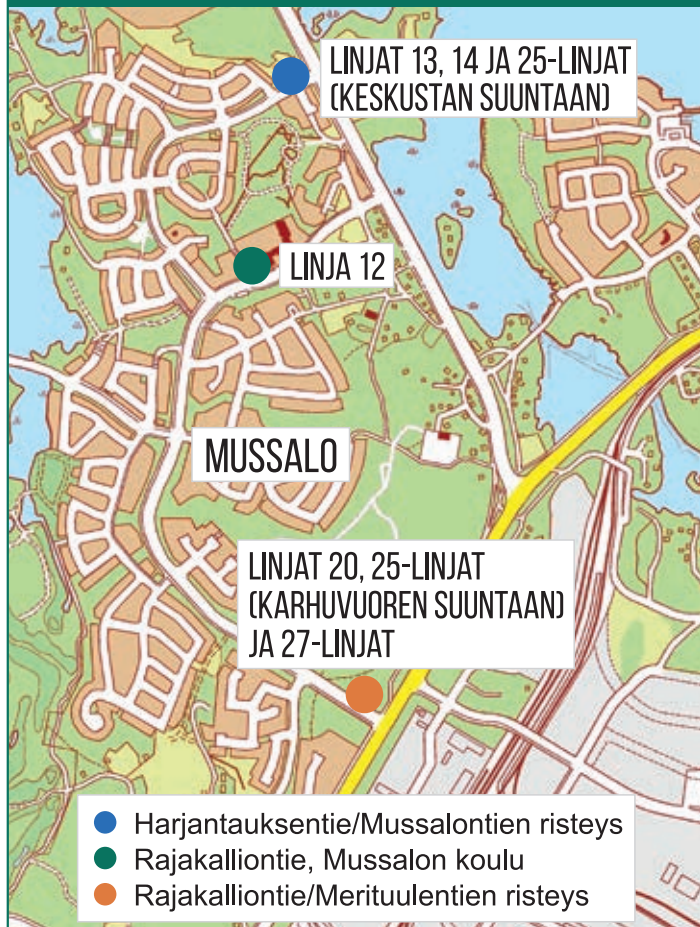 LINJAT 13, 14 JA 25-LINJAT
(KESKUSTAN SUUNTAAN)
LINJA 12
MUSSALO
LINJAT 20, 25-LINJAT
(KARHUVUOREN SUUNTAAN)
JA 27-LINJAT
Harjantauksentie/Mussalontien risteys
Rajakalliontie, Mussalon koulu
Rajakalliontie/Merituulentien risteys